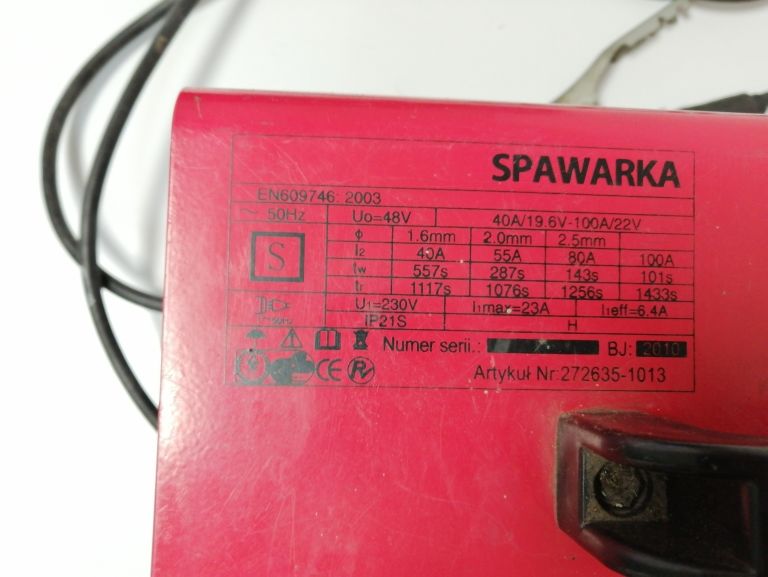 SPAWARKA
EN609746: 2003
~ 50Hz U₀=48V 40A/19.6V-100A/22V
S
ϕ 1.6mm 2.0mm 2.5mm
I₂ 40A 55A 80A 100A
tw 557s 287s 143s 101s
tr 1117s 1076s 1256s 1433s
U₁=230V I₁max=23A I₁eff=6.4A
IP21S H
Numer serii.: BJ: 2010
CE
Artykuł Nr:272635-1013